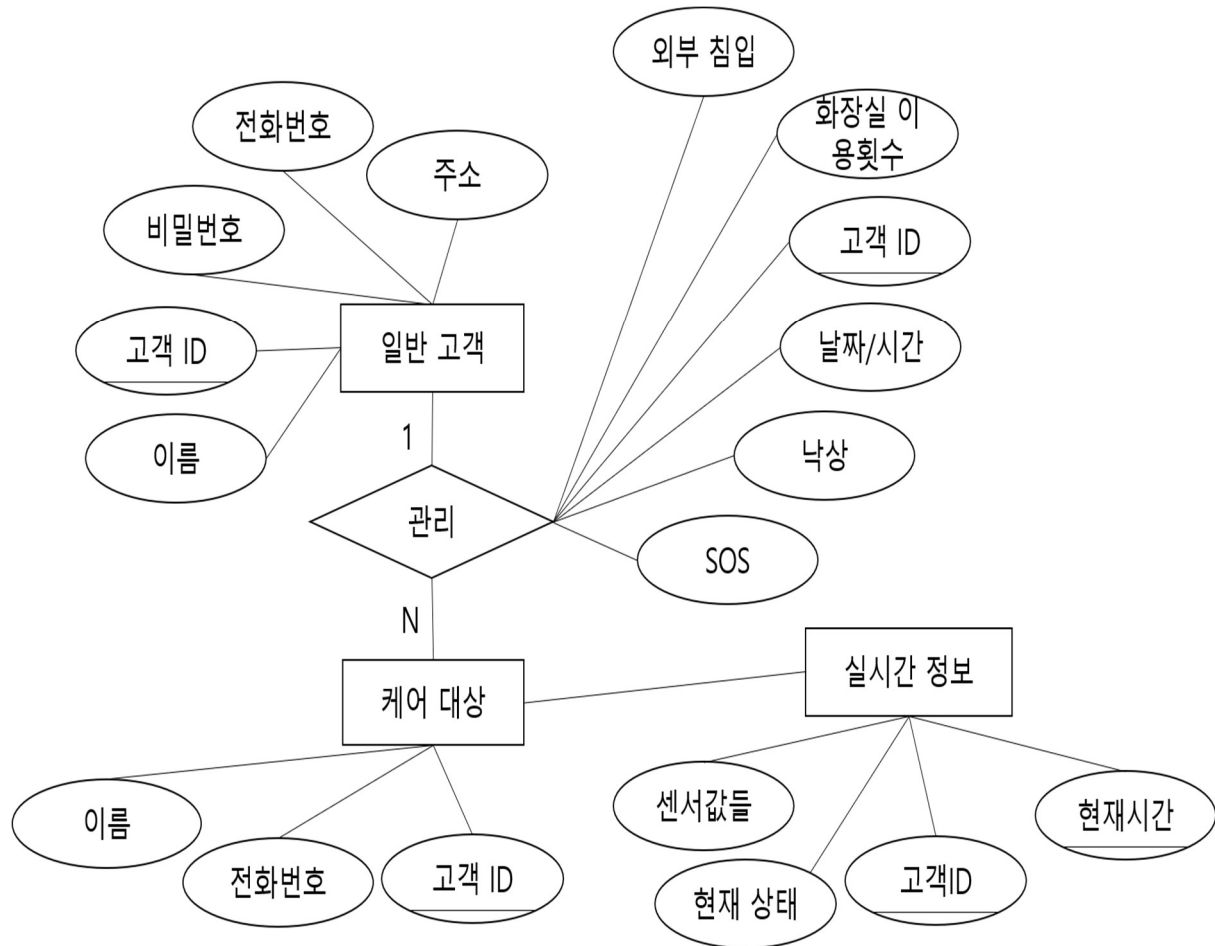 외부 침입
전화번호
화장실 이
용횟수
주소
비밀번호
고객 ID
일반 고객
고객 ID
날짜/시간
이름
1
낙상
관리
SOS
N
케어 대상
실시간 정보
이름
전화번호
고객 ID
센서값들
현재 상태
고객ID
현재시간